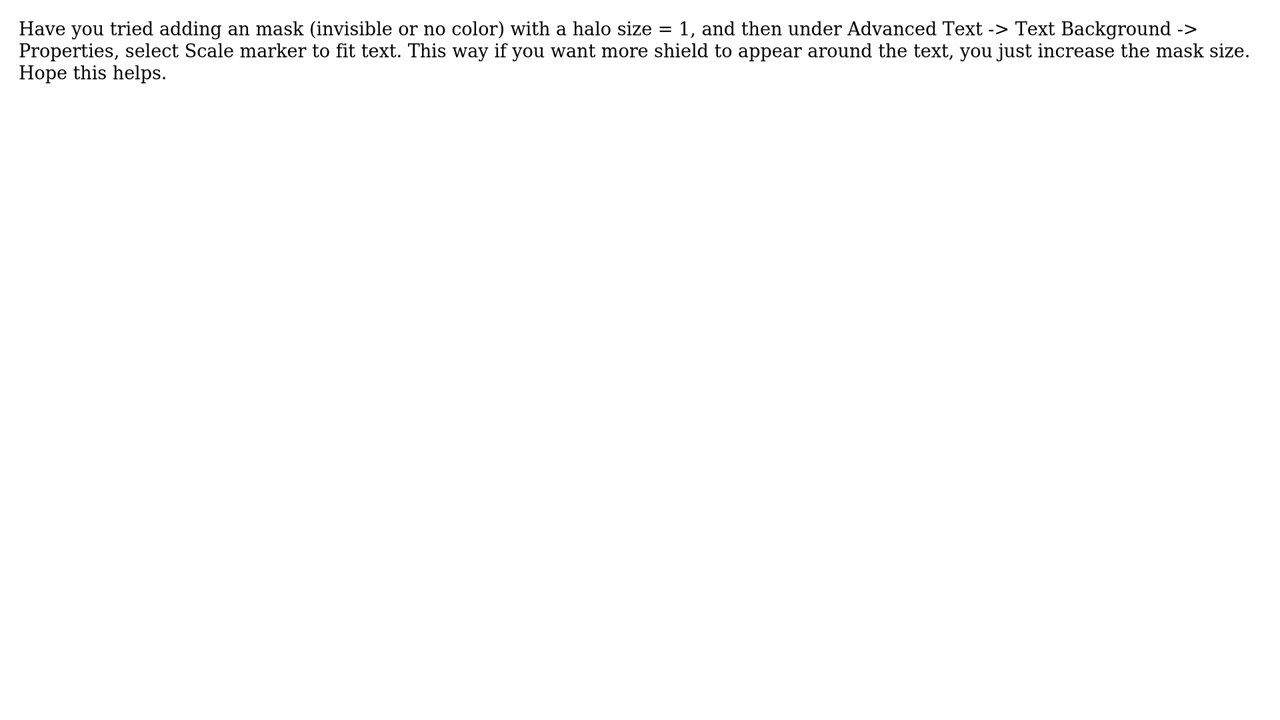 Have you tried adding an mask (invisible or no color) with a halo size = 1, and then under Advanced Text -> Text Background ->
Properties, select Scale marker to fit text. This way if you want more shield to appear around the text, you just increase the mask size.
Hope this helps.